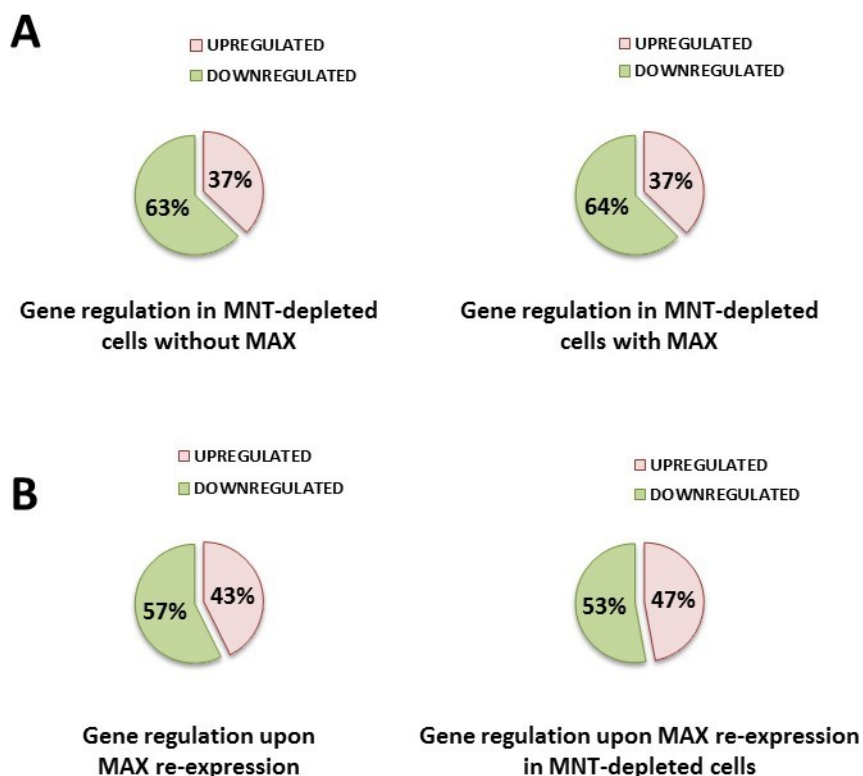 A
UPREGULATED
DOWNREGULATED
37%
63%
Gene regulation in MNT-depleted
cells without MAX
UPREGULATED
DOWNREGULATED
37%
64%
Gene regulation in MNT-depleted
cells with MAX
B
UPREGULATED
DOWNREGULATED
43%
57%
Gene regulation upon
MAX re-expression
UPREGULATED
DOWNREGULATED
47%
53%
Gene regulation upon MAX re-expression
in MNT-depleted cells